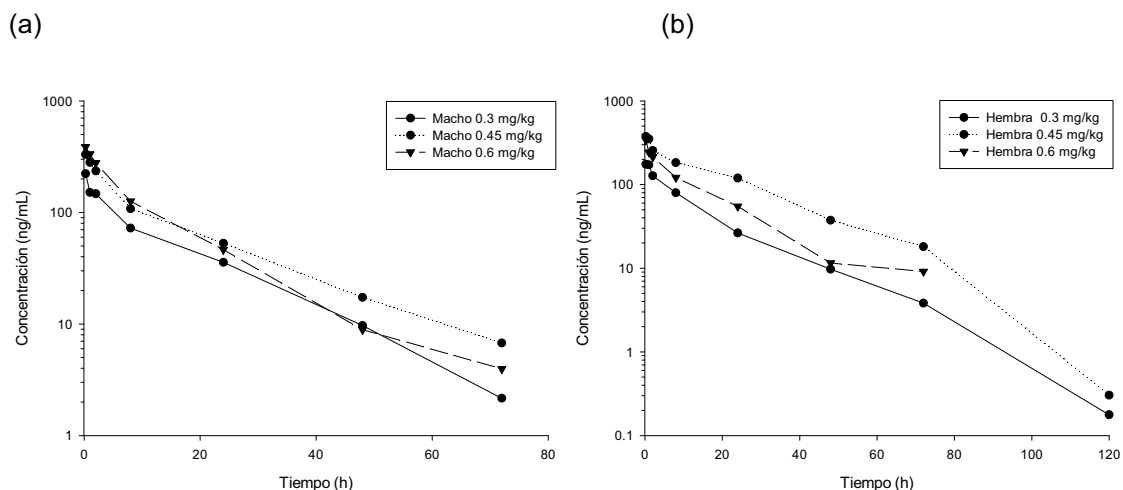 (a)
(b)
Concentración (ng/mL)
1000
100
10
1
0
20
40
60
80
Tiempo (h)
Macho 0.3 mg/kg
Macho 0.45 mg/kg
Macho 0.6 mg/kg
Concentración (ng/mL)
1000
100
10
1
0.1
0
20
40
60
80
100
120
Tiempo (h)
Hembra 0.3 mg/kg
Hembra 0.45 mg/kg
Hembra 0.6 mg/kg